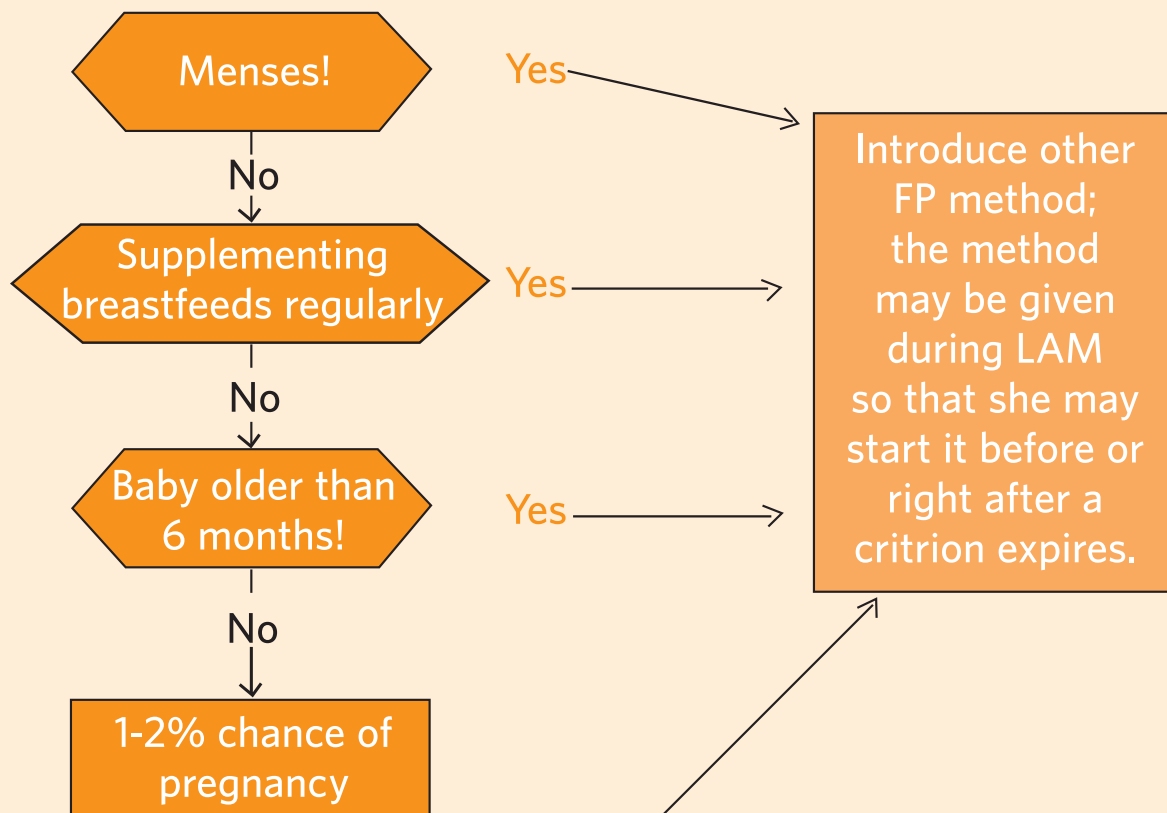 Menses!
Yes
No
Supplementing
breastfeeds regularly
Yes
No
Baby older than
6 months!
Yes
No
1-2% chance of
pregnancy
Introduce other
FP method;
the method
may be given
during LAM
so that she may
start it before or
right after a
critrion expires.